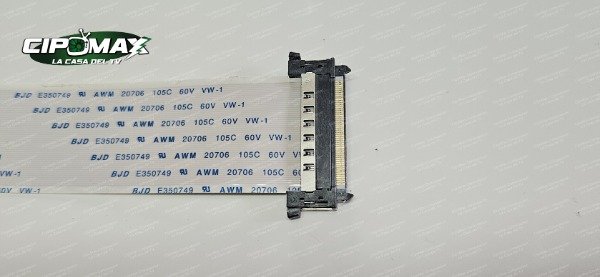 CIPOMAX
LA CASA DEL TV
BJD E350749 AWM 20706 105C 60V VW-1
BJD E350749 AWM 20706 105C 60V VW-1
BJD E350749 AWM 20706 105C 60V VW-1
BJD E350749 AWM 20706 105C 60V VW-1
BJD E350749 AWM 20706 105C 60V
VW-1 BJD E350749 AWM 20706 105C
60V VW-1 BJD E350749 AWM 20706